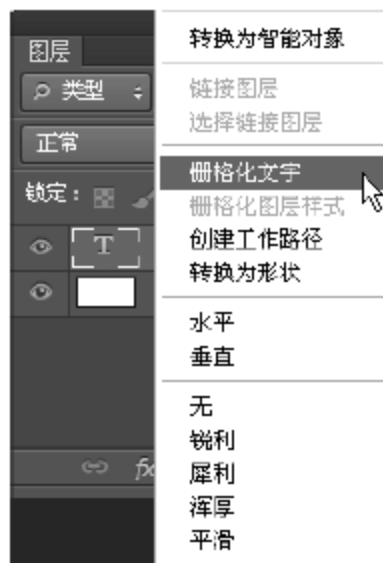 图层
类型
正常
锁定：
T
fx
转换为智能对象
链接图层
选择链接图层
栅格化文字
栅格化图层样式
创建工作路径
转换为形状
水平
垂直
无
锐利
犀利
浑厚
平滑